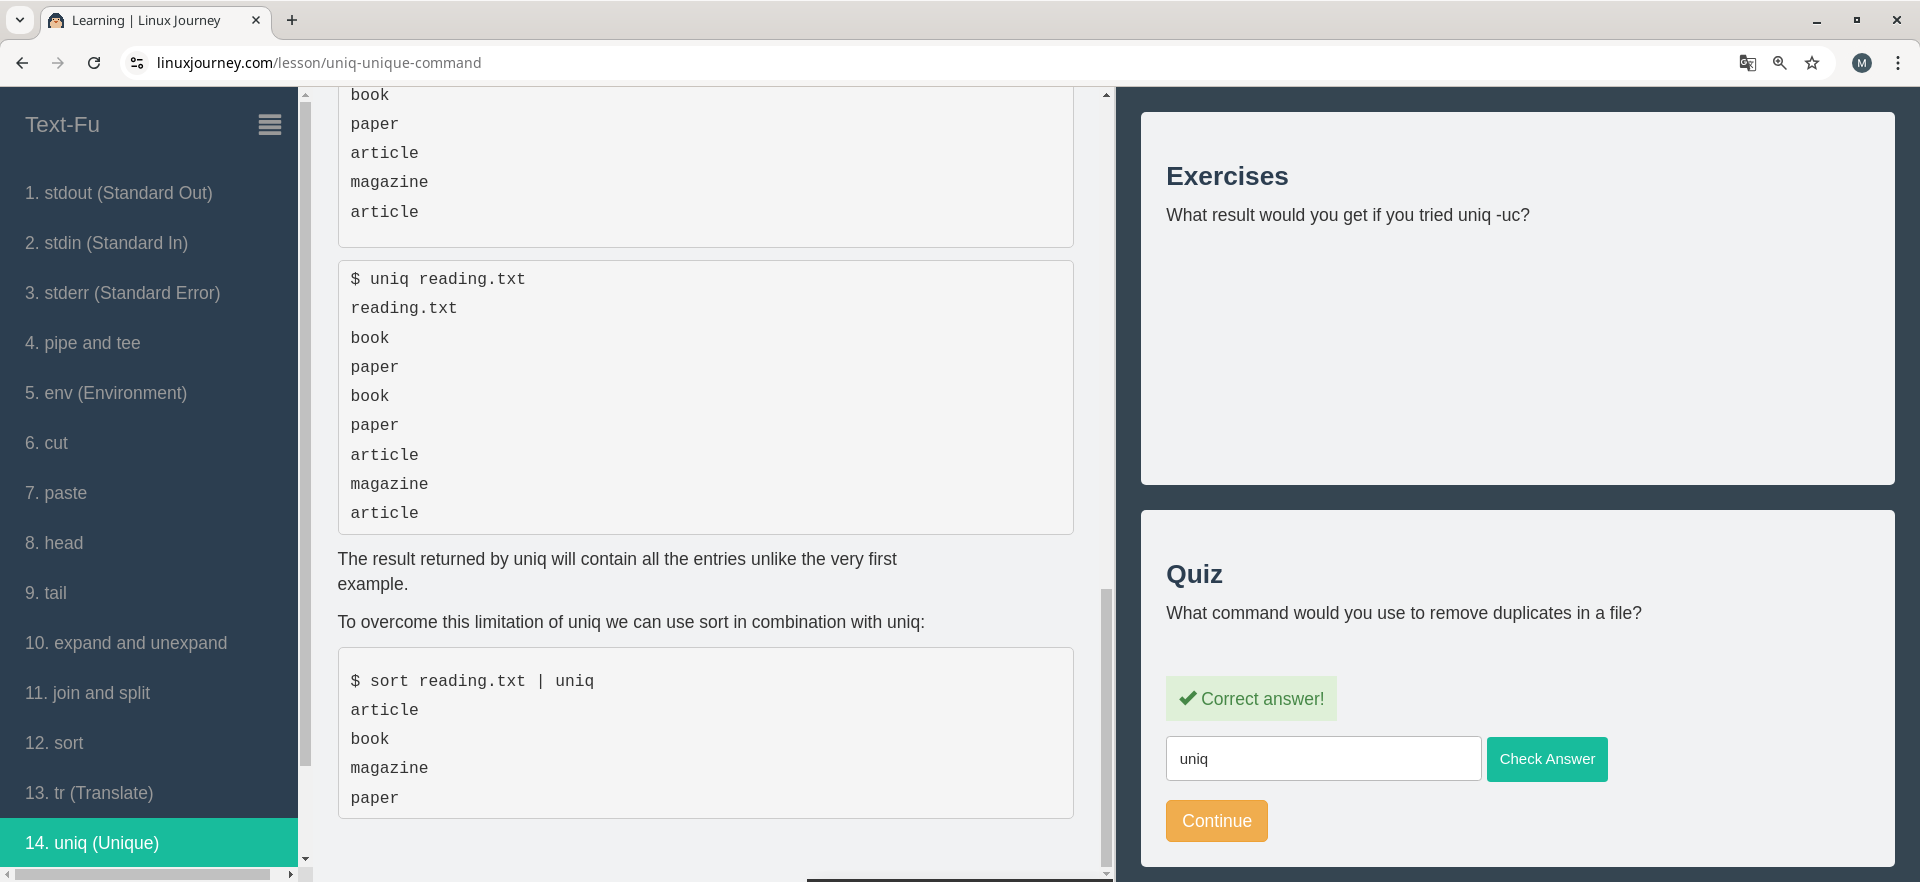 Learning | Linux Journey
linuxjourney.com/lesson/uniq-unique-command
M
Text-Fu
1. stdout (Standard Out)
2. stdin (Standard In)
3. stderr (Standard Error)
4. pipe and tee
5. env (Environment)
6. cut
7. paste
8. head
9. tail
10. expand and unexpand
11. join and split
12. sort
13. tr (Translate)
14. uniq (Unique)
book
paper
article
magazine
article
$ uniq reading.txt
reading.txt
book
paper
book
paper
article
magazine
article
The result returned by uniq will contain all the entries unlike the very first
example.
To overcome this limitation of uniq we can use sort in combination with uniq:
$ sort reading.txt | uniq
article
book
magazine
paper
Exercises
What result would you get if you tried uniq -uc?
Quiz
What command would you use to remove duplicates in a file?
✔ Correct answer!
uniq
Check Answer
Continue